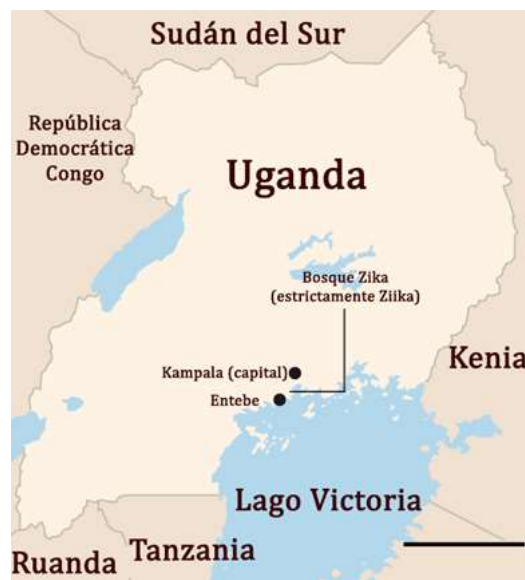 Sudán del Sur
República
Democrática
Congo
Uganda
Bosque Zika
(estrictamente Ziika)
Kampala (capital)
Kenia
Entebe
Lago Victoria
Ruanda
Tanzania